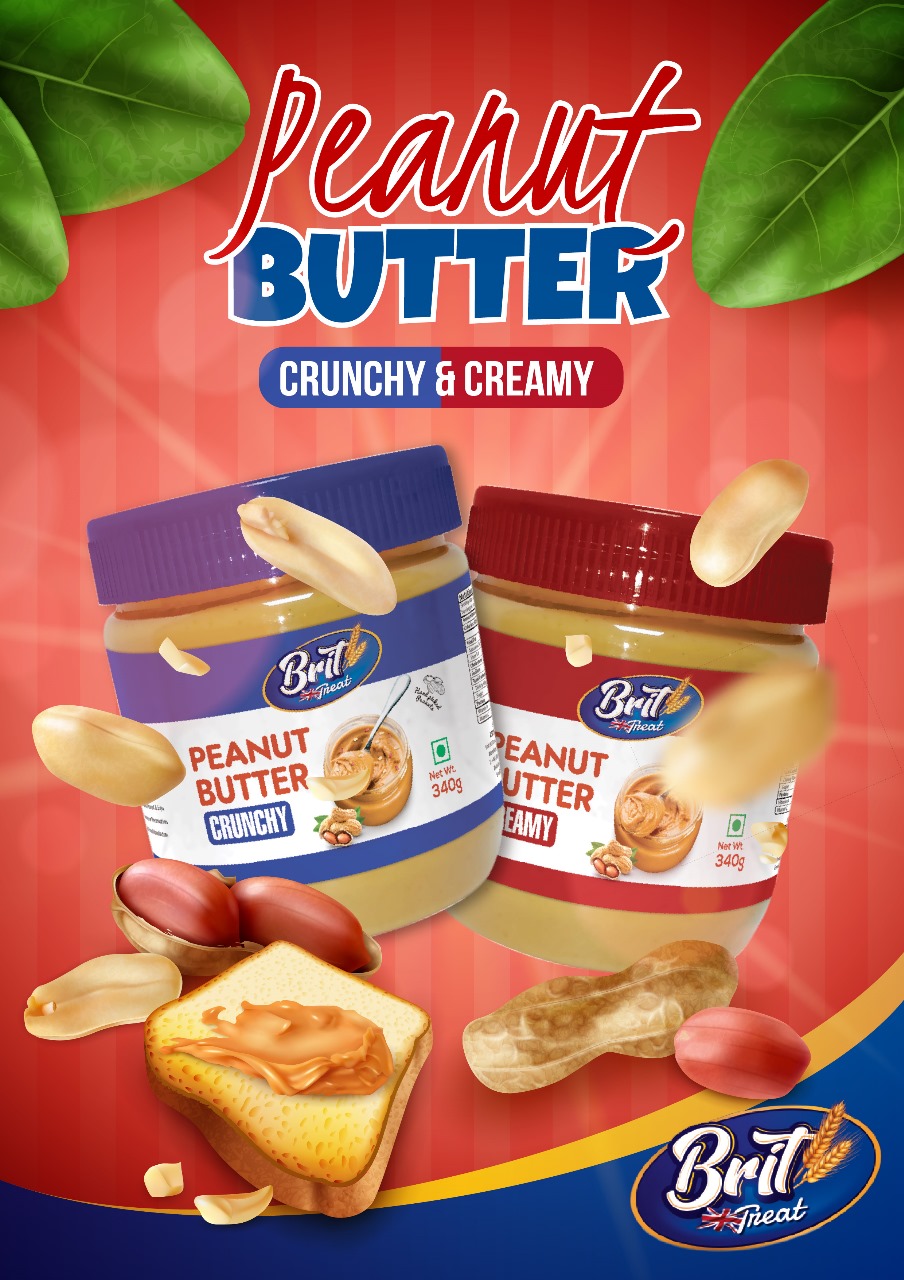 Peanut
BUTTER
CRUNCHY & CREAMY
Brit
Treat
PEANUT
BUTTER
CRUNCHY
Net Wt.
340g
Brit
Treat
PEANUT
UTTER
EAMY
Net Wt.
340g
Brit
Treat